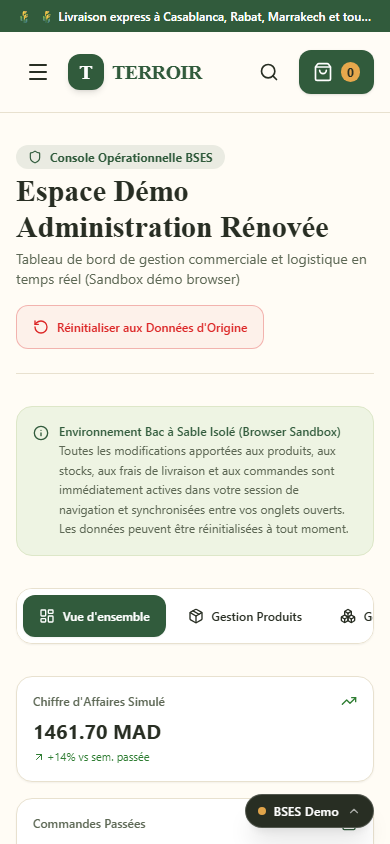 Livraison express à Casablanca, Rabat, Marrakech et tou...
T TERROIR
0
Console Opérationnelle BSES
Espace Démo
Administration Rénovée
Tableau de bord de gestion commerciale et logistique en
temps réel (Sandbox démo browser)
Réinitialiser aux Données d'Origine
Environnement Bac à Sable Isolé (Browser Sandbox)
Toutes les modifications apportées aux produits, aux
stocks, aux frais de livraison et aux commandes sont
immédiatement actives dans votre session de
navigation et synchronisées entre vos onglets ouverts.
Les données peuvent être réinitialisées à tout moment.
Vue d'ensemble Gestion Produits G
Chiffre d'Affaires Simulé
1461.70 MAD
+14% vs sem. passée
BSES Demo
Commandes Passées